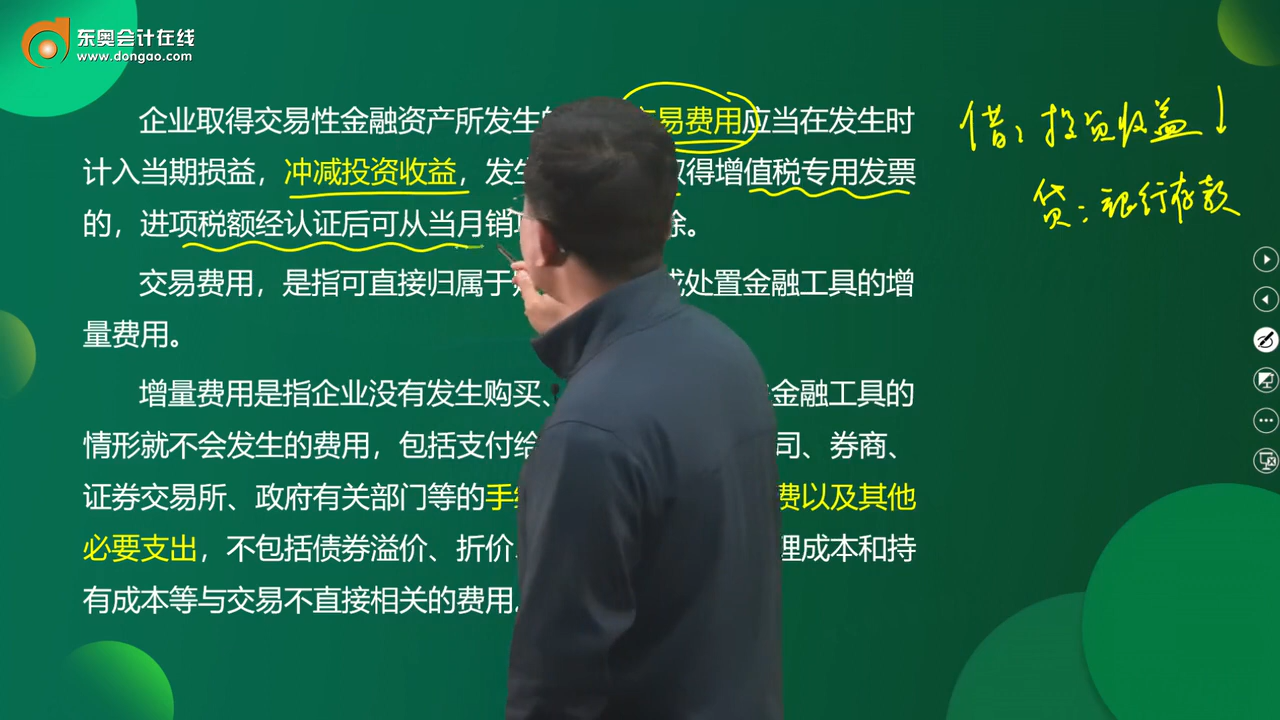 东奥会计在线
www.dongao.com
企业取得交易性金融资产所发生的 易费用应当在发生时
计入当期损益，冲减投资收益，发生 取得增值税专用发票
的，进项税额经认证后可从当月销项 除。
交易费用，是指可直接归属于 或处置金融工具的增
量费用。
增量费用是指企业没有发生购买、 金融工具的
情形就不会发生的费用，包括支付给 司、券商、
证券交易所、政府有关部门等的手续 费以及其他
必要支出，不包括债券溢价、折价、 理成本和持
有成本等与交易不直接相关的费用。
借：投资收益↓
贷：银行存款